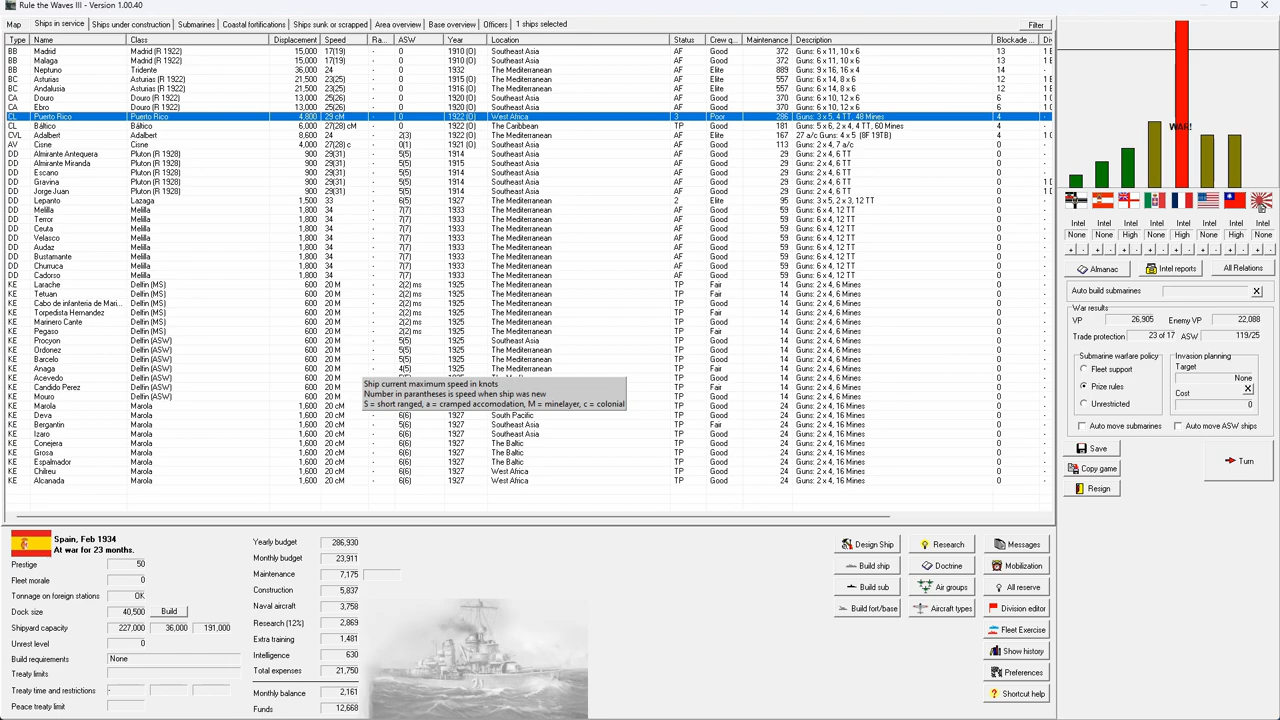 Rule the Waves III - Version 1.00.40
Map Ships in service Ships under construction Submarines Coastal fortifications Ships sunk or scrapped Area overview Base overview Officers 1 ships selected Filter
Type Name Class Displacement Speed Ra... ASW Year Location Status Crew q... Maintenance Description Blockade ... Di
BB Madrid Madrid (R 1922) 15,000 17(19) - 0 1910 (O) Southeast Asia AF Good 372 Guns: 6 x 11, 10 x 6 13 1 E
BB Malaga Madrid (R 1922) 15,000 17(19) - 0 1910 (O) Southeast Asia AF Good 372 Guns: 6 x 11, 10 x 6 13 1 E
BB Neptuno Tridente 36,000 24 - 0 1932 The Mediterranean AF Elite 889 Guns: 9 x 16, 16 x 4 14 -
BC Asturias Asturias (R 1922) 21,500 23(25) - 0 1915 (O) The Mediterranean AF Elite 557 Guns: 6 x 14, 8 x 6 12 1 E
BC Andalusia Asturias (R 1922) 21,500 23(25) - 0 1916 (O) The Mediterranean AF Elite 557 Guns: 6 x 14, 8 x 6 12 1 E
CA Douro Douro (R 1922) 13,000 25(26) - 0 1920 (O) Southeast Asia AF Good 370 Guns: 6 x 10, 12 x 6 6 1 E
CA Ebro Douro (R 1922) 13,000 25(26) - 0 1920 (O) Southeast Asia AF Good 370 Guns: 6 x 10, 12 x 6 6 1 E
CL Puerto Rico Puerto Rico 4,800 29 cM - 0 1922 (O) West Africa 3 Poor 286 Guns: 3 x 5, 4 TT, 48 Mines 4 -
CL Báltico Báltico 6,000 27(28) cM - 0 1922 (O) The Caribbean TP Good 181 Guns: 5 x 6, 2 x 4, 4 TT, 60 Mines 4 -
CVL Adalbert Adalbert 8,600 24 - 2(3) 1922 (O) The Mediterranean AF Elite 167 27 a/c Guns: 4 x 5 (8F 19TB) 4 1 C
AV Cisne Cisne 4,000 27(28) c - 0(1) 1921 (O) Southeast Asia AF Good 113 Guns: 2 x 4, 7 a/c 0 -
DD Almirante Antequera Pluton (R 1928) 900 29(31) - 5(5) 1914 Southeast Asia AF Good 29 Guns: 2 x 4, 6 TT 0 -
DD Almirante Miranda Pluton (R 1928) 900 29(31) - 5(5) 1915 Southeast Asia AF Good 29 Guns: 2 x 4, 6 TT 0 -
DD Escano Pluton (R 1928) 900 29(31) - 5(5) 1914 Southeast Asia AF Good 29 Guns: 2 x 4, 6 TT 0 -
DD Gravina Pluton (R 1928) 900 29(31) - 5(5) 1914 Southeast Asia AF Good 29 Guns: 2 x 4, 6 TT 0 1 D
DD Jorge Juan Pluton (R 1928) 900 29(31) - 5(5) 1914 Southeast Asia AF Good 29 Guns: 2 x 4, 6 TT 0 1 D
DD Lepanto Lazaga 1,500 33 - 6(5) 1928 The Mediterranean 2 Elite 95 Guns: 3 x 5, 2 x 3, 12 TT 0 -
DD Melilla Melilla 1,800 34 - 7(7) 1933 The Mediterranean AF Good 59 Guns: 6 x 4, 12 TT 0 -
DD Terror Melilla 1,800 34 - 7(7) 1933 The Mediterranean AF Good 59 Guns: 6 x 4, 12 TT 0 -
DD Ceuta Melilla 1,800 34 - 7(7) 1933 The Mediterranean AF Good 59 Guns: 6 x 4, 12 TT 0 -
DD Velasco Melilla 1,800 34 - 7(7) 1933 The Mediterranean AF Good 59 Guns: 6 x 4, 12 TT 0 -
DD Audaz Melilla 1,800 34 - 7(7) 1933 The Mediterranean AF Good 59 Guns: 6 x 4, 12 TT 0 -
DD Bustamante Melilla 1,800 34 - 7(7) 1933 The Mediterranean AF Good 59 Guns: 6 x 4, 12 TT 0 -
DD Churruca Melilla 1,800 34 - 7(7) 1933 The Mediterranean AF Good 59 Guns: 6 x 4, 12 TT 0 -
DD Cadorso Melilla 1,800 34 - 7(7) 1933 The Mediterranean AF Good 59 Guns: 6 x 4, 12 TT 0 -
KE Larache Delfin (MS) 600 20 M - 2(2) ms 1925 The Mediterranean TP Fair 14 Guns: 2 x 4, 6 Mines 0 -
KE Tetuan Delfin (MS) 600 20 M - 2(2) ms 1925 The Mediterranean TP Good 14 Guns: 2 x 4, 6 Mines 0 -
KE Cabo de infanteria de Mari... Delfin (MS) 600 20 M - 2(2) ms 1925 The Mediterranean TP Good 14 Guns: 2 x 4, 6 Mines 0 -
KE Torpedista Hernandez Delfin (MS) 600 20 M - 2(2) ms 1925 The Mediterranean TP Fair 14 Guns: 2 x 4, 6 Mines 0 -
KE Marinero Cante Delfin (MS) 600 20 M - 2(2) ms 1925 The Mediterranean TP Good 14 Guns: 2 x 4, 6 Mines 0 -
KE Pegaso Delfin (MS) 600 20 M - 2(2) ms 1925 The Mediterranean TP Fair 14 Guns: 2 x 4, 6 Mines 0 -
KE Procyon Delfin (ASW) 600 20 M - 5(5) 1925 Southeast Asia TP Good 14 Guns: 2 x 4, 6 Mines 0 -
KE Ordonez Delfin (ASW) 600 20 M - 5(5) 1925 The Mediterranean TP Good 14 Guns: 2 x 4, 6 Mines 0 -
KE Barcelo Delfin (ASW) 600 20 M - 5(5) 1925 The Mediterranean TP Good 14 Guns: 2 x 4, 6 Mines 0 -
KE Anaga Delfin (ASW) 600 20 M - 4(5) 1925 The Mediterranean TP Fair 14 Guns: 2 x 4, 6 Mines 0 -
KE Acevedo Delfin (ASW) 600 20 M TP Good 14 Guns: 2 x 4, 6 Mines 0 -
KE Candido Perez Delfin (ASW) 600 20 M TP Fair 14 Guns: 2 x 4, 6 Mines 0 -
KE Mouro Delfin (ASW) 600 20 M TP Good 14 Guns: 2 x 4, 6 Mines 0 -
Ship current maximum speed in knots
Number in parantheses is speed when ship was new
S = short ranged, a = cramped accomodation, M = minelayer, c = colonial
KE Marola Marola 1,600 20 cM TP Good 24 Guns: 2 x 4, 16 Mines 0 -
KE Deva Marola 1,600 20 cM - 6(6) 1927 South Pacific TP Good 24 Guns: 2 x 4, 16 Mines 0 -
KE Bergantin Marola 1,600 20 cM - 5(6) 1927 Southeast Asia TP Fair 24 Guns: 2 x 4, 16 Mines 0 -
KE Izaro Marola 1,600 20 cM - 6(6) 1927 Southeast Asia TP Good 24 Guns: 2 x 4, 16 Mines 0 -
KE Conejera Marola 1,600 20 cM - 6(6) 1927 The Baltic TP Good 24 Guns: 2 x 4, 16 Mines 0 -
KE Grosa Marola 1,600 20 cM - 6(6) 1927 The Baltic TP Good 24 Guns: 2 x 4, 16 Mines 0 -
KE Espalmador Marola 1,600 20 cM - 6(6) 1927 The Baltic TP Good 24 Guns: 2 x 4, 16 Mines 0 -
KE Chilreu Marola 1,600 20 cM - 6(6) 1927 West Africa TP Good 24 Guns: 2 x 4, 16 Mines 0 -
KE Alcanada Marola 1,600 20 cM - 6(6) 1927 West Africa TP Good 24 Guns: 2 x 4, 16 Mines 0 -
WAR!
Intel Intel Intel Intel Intel Intel Intel Intel
None None High None High None High None
+ - + - + - + - + - + - + - + -
Almanac Intel reports All Relations
Auto build submarines X
War results
VP 26,905 Enemy VP 22,088
Trade protection 23 of 17 ASW 119/25
Submarine warfare policy
Fleet support
Prize rules
Unrestricted
Invasion planning
Target
None
Cost X
0
Auto move submarines Auto move ASW ships
Save
Copy game
Resign
Turn
Spain, Feb 1934
At war for 23 months.
Prestige 50
Fleet morale 0
Tonnage on foreign stations OK
Dock size 40,500 Build
Shipyard capacity 227,000 36,000 191,000
Unrest level 0
Build requirements None
Treaty limits
Treaty time and restrictions -
Peace treaty limit
Yearly budget 286,930
Monthly budget 23,911
Maintenance 7,175
Construction 5,837
Naval aircraft 3,758
Research (12%) 2,869
Extra training 1,481
Intelligence 630
Total expenses 21,750
Monthly balance 2,161
Funds 12,668
Design Ship Research Messages
Build ship Doctrine Mobilization
Build sub Air groups All reserve
Build fort/base Aircraft types Division editor
Fleet Exercise
Show history
Preferences
Shortcut help